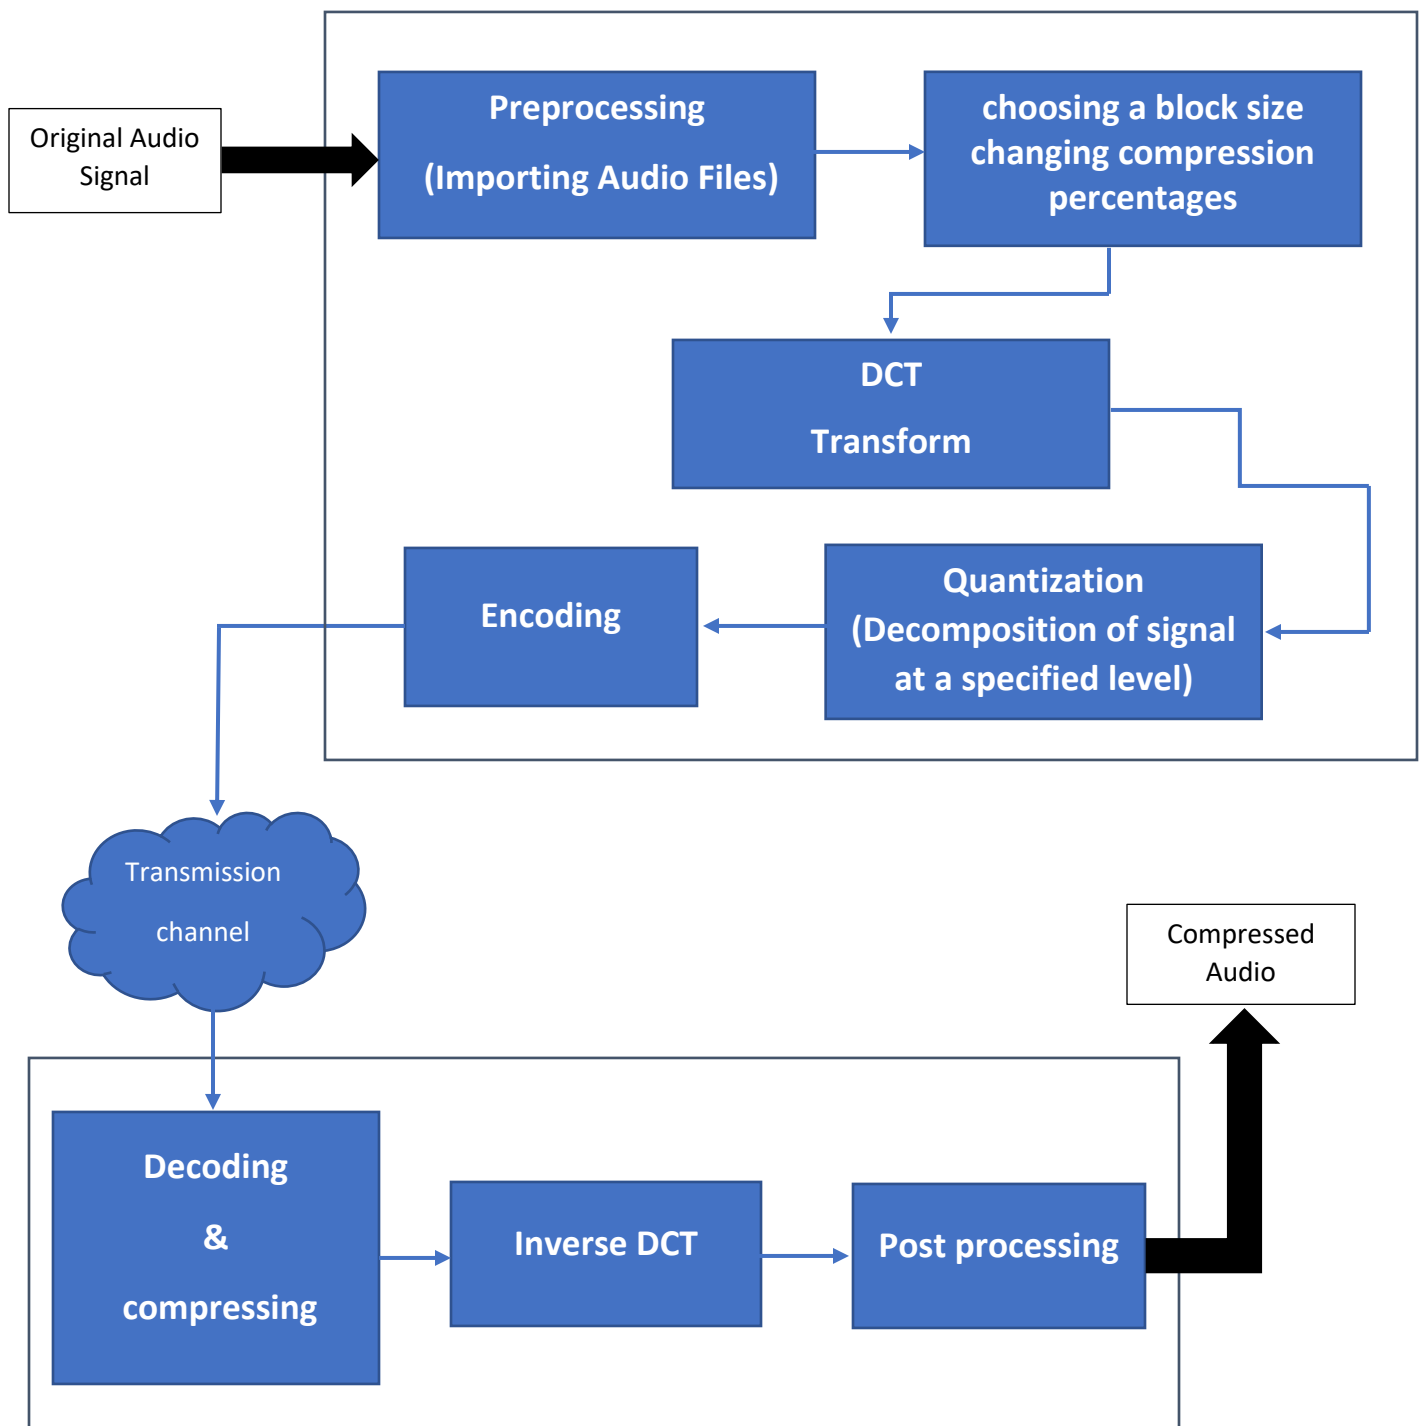 Original Audio
Signal
Preprocessing
(Importing Audio Files)
choosing a block size
changing compression
percentages
DCT
Transform
Quantization
(Decomposition of signal
at a specified level)
Encoding
Transmission
channel
Compressed
Audio
Decoding
&
compressing
Inverse DCT
Post processing